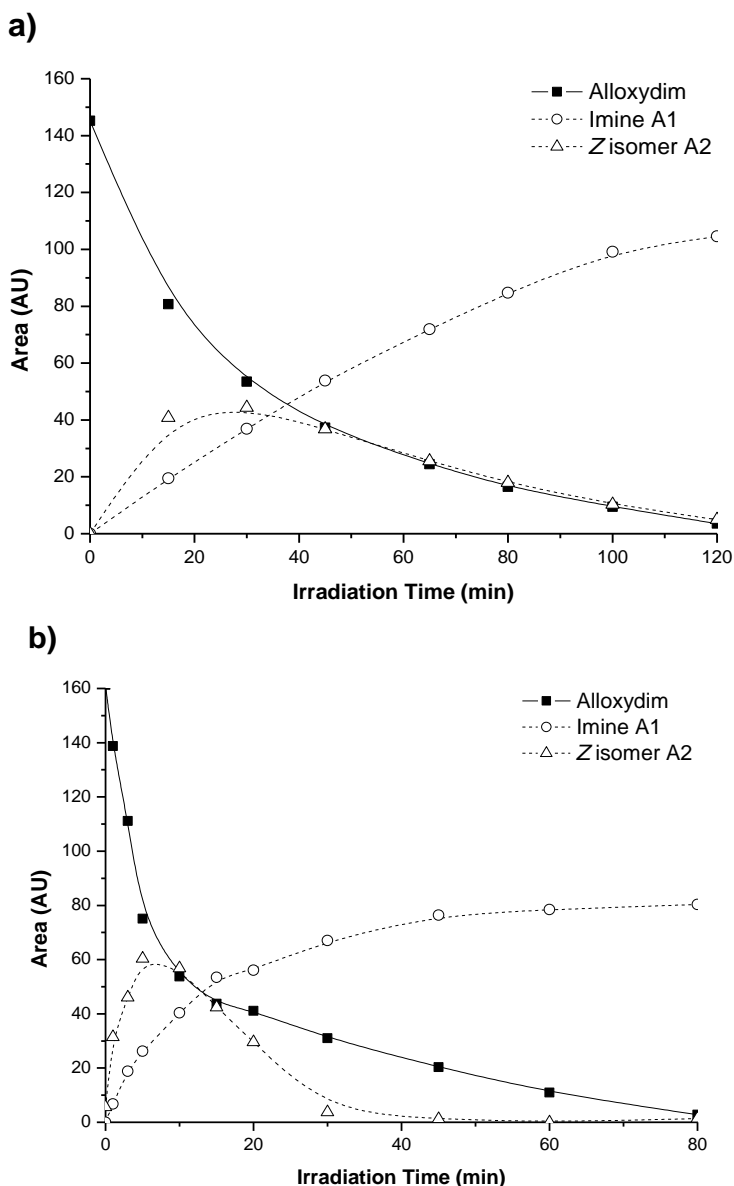 a)
160
140
120
100
80
60
40
20
0
Area (AU)
Alloxydim
Imine A1
Z isomer A2
0 20 40 60 80 100 120
Irradiation Time (min)
b)
160
140
120
100
80
60
40
20
0
Area (AU)
Alloxydim
Imine A1
Z isomer A2
0 20 40 60 80
Irradiation Time (min)